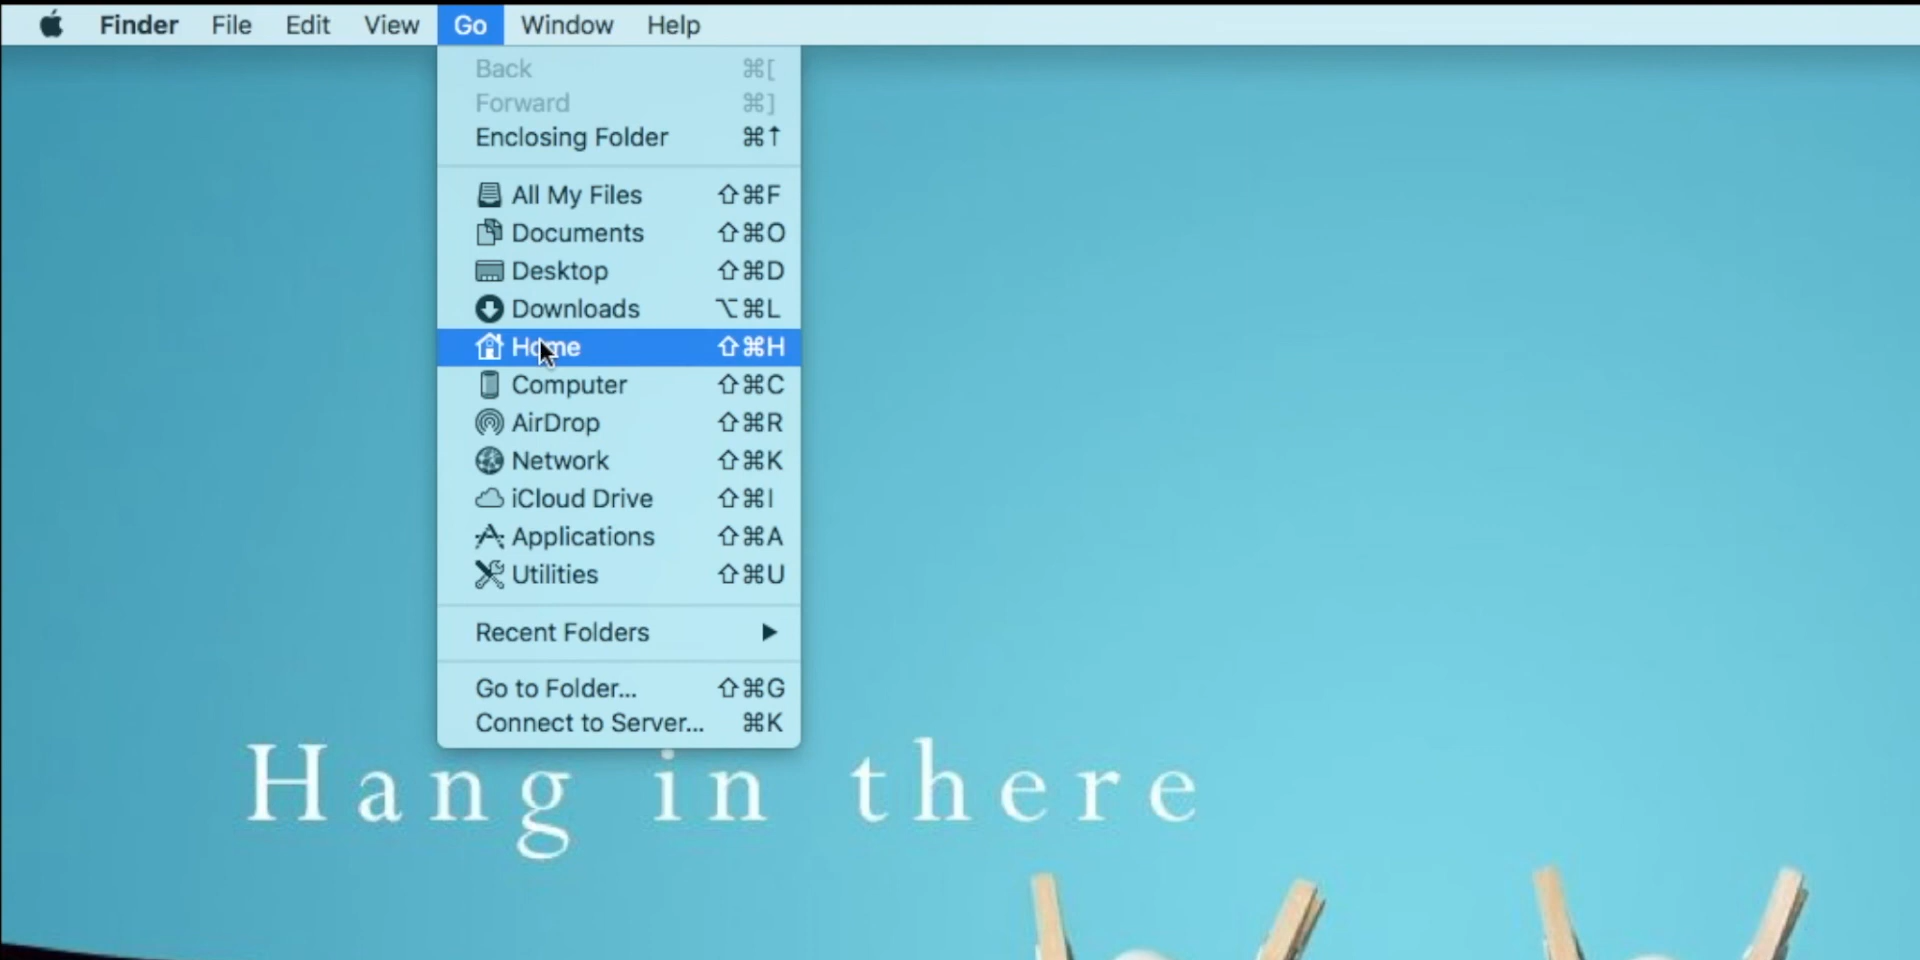 Finder File Edit View Go Window Help
Back ⌘[
Forward ⌘]
Enclosing Folder ⌘↑
All My Files ⇧⌘F
Documents ⇧⌘O
Desktop ⇧⌘D
Downloads ⌥⌘L
Home ⇧⌘H
Computer ⇧⌘C
AirDrop ⇧⌘R
Network ⇧⌘K
iCloud Drive ⇧⌘I
Applications ⇧⌘A
Utilities ⇧⌘U
Recent Folders ▶
Go to Folder... ⇧⌘G
Connect to Server... ⌘K
Hang in there